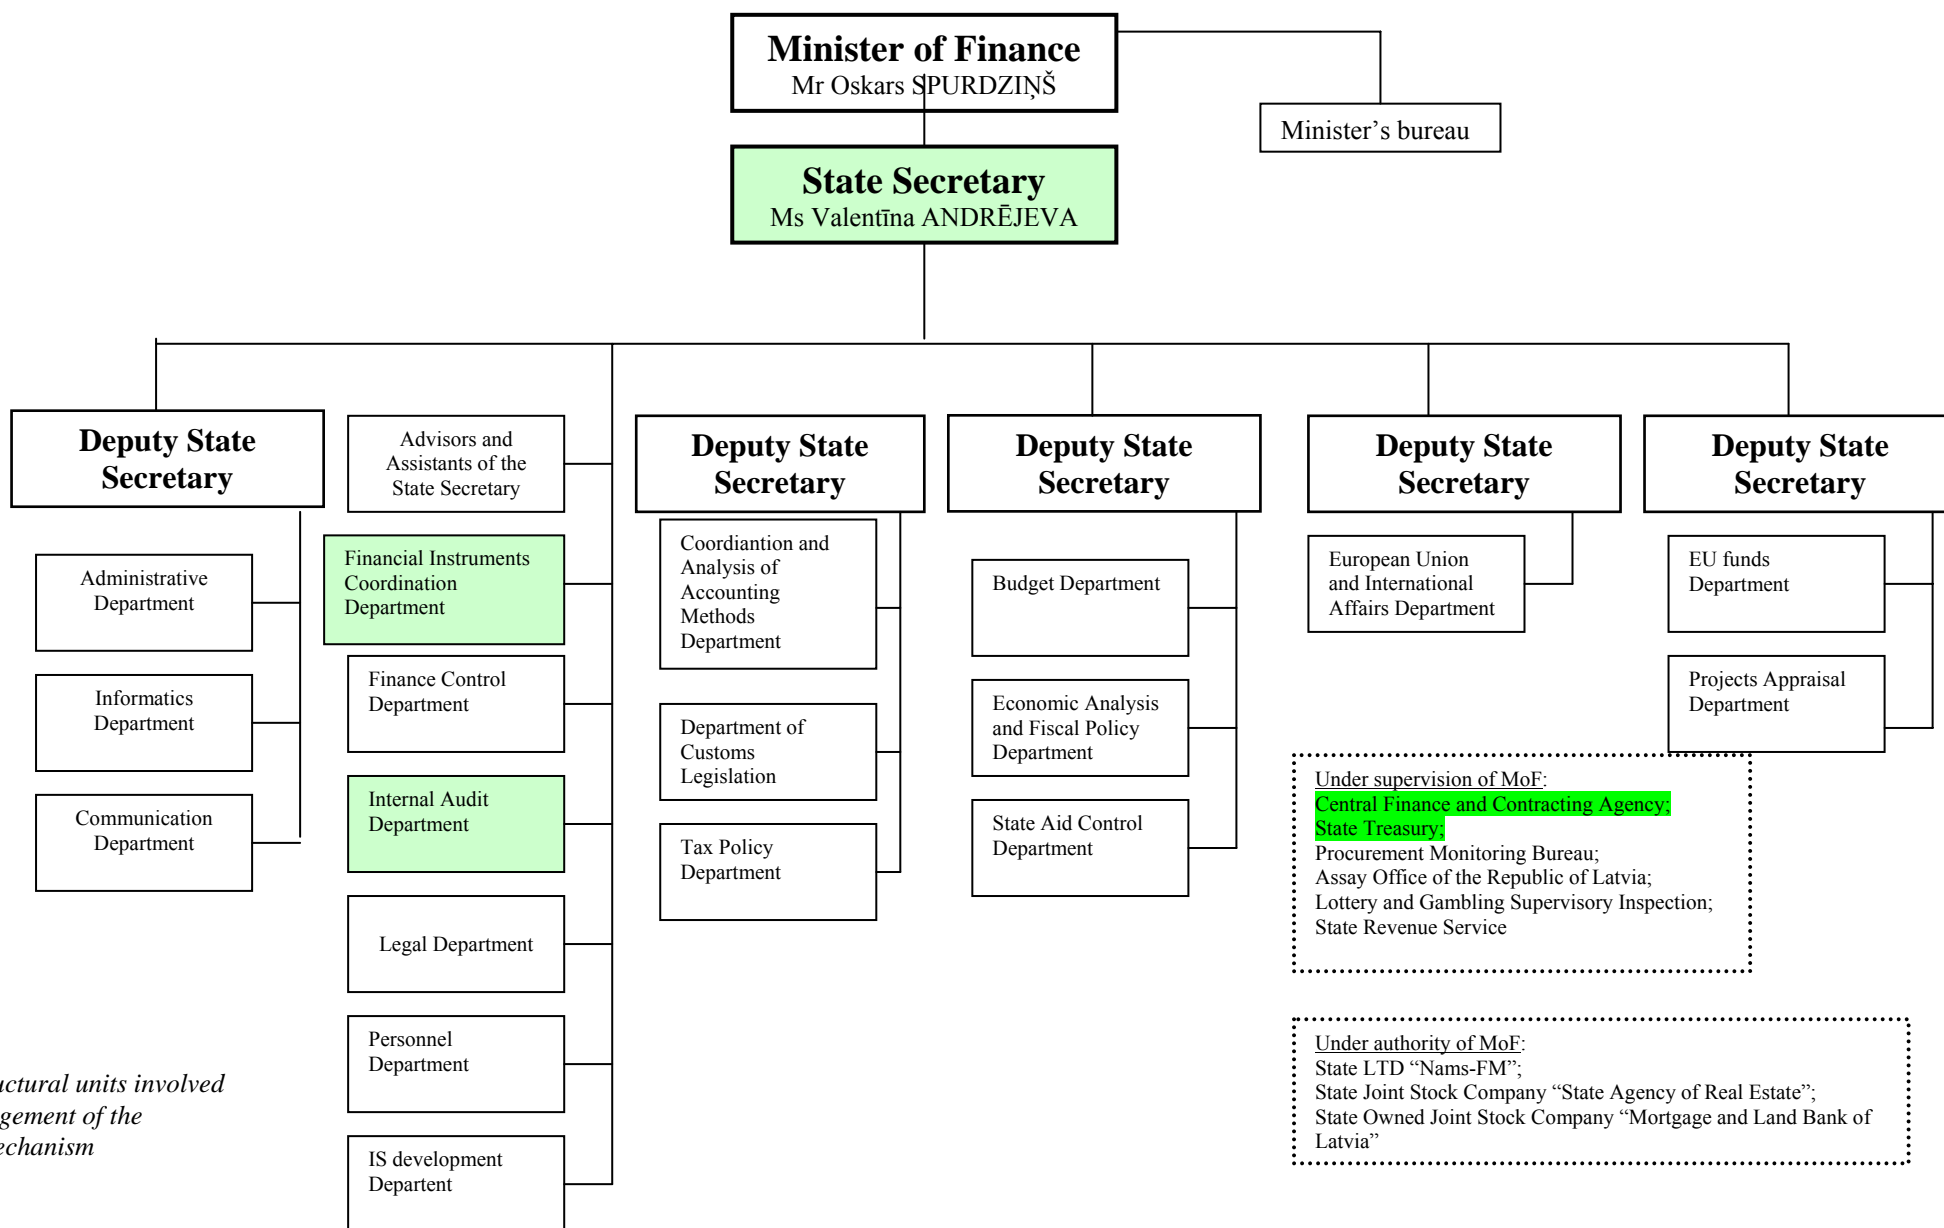 Minister of Finance
Mr Oskars SPURDZIŅŠ
Minister’s bureau
State Secretary
Ms Valentīna ANDRĒJEVA
Deputy State
Secretary
Administrative
Department
Informatics
Department
Communication
Department
Advisors and
Assistants of the
State Secretary
Financial Instruments
Coordination
Department
Finance Control
Department
Internal Audit
Department
Legal Department
Personnel
Department
IS development
Departent
Deputy State
Secretary
Coordiantion and
Analysis of
Accounting
Methods
Department
Department of
Customs
Legislation
Tax Policy
Department
Deputy State
Secretary
Budget Department
Economic Analysis
and Fiscal Policy
Department
State Aid Control
Department
Deputy State
Secretary
European Union
and International
Affairs Department
Deputy State
Secretary
EU funds
Department
Projects Appraisal
Department
Under supervision of MoF:
Central Finance and Contracting Agency;
State Treasury;
Procurement Monitoring Bureau;
Assay Office of the Republic of Latvia;
Lottery and Gambling Supervisory Inspection;
State Revenue Service
Under authority of MoF:
State LTD “Nams-FM”;
State Joint Stock Company “State Agency of Real Estate”;
State Owned Joint Stock Company “Mortgage and Land Bank of
Latvia”
units involved
of the